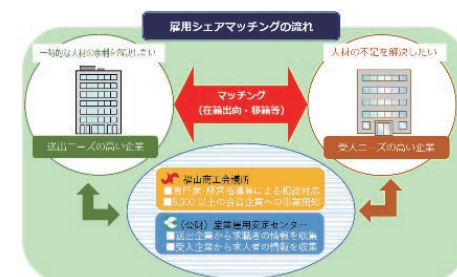 雇用シェアマッチングの流れ
一時的な人材の余剰を解決したい
人材の不足を解決したい
マッチング
(在籍出向・移籍等)
送出ニーズの高い企業
受入ニーズの高い企業
福山商工会議所
■専門家・経営指導員による相談対応
■5,000以上の会員企業への事業周知
(公財)産業雇用安定センター
■送出企業から求職者の情報を収集
■受入企業から求人者の情報を収集